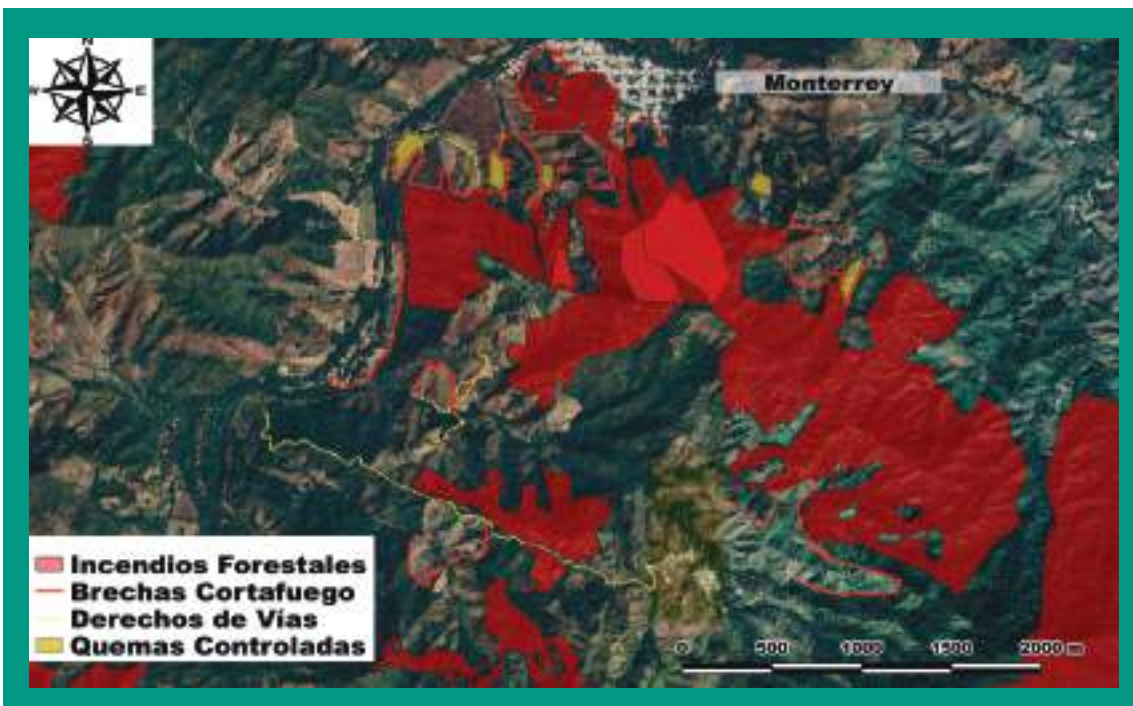 N
W
E
Monterrey
Incendios Forestales
Brechas Cortafuego
Derechos de Vías
Quemas Controladas
0 500 1000 1500 2000 m